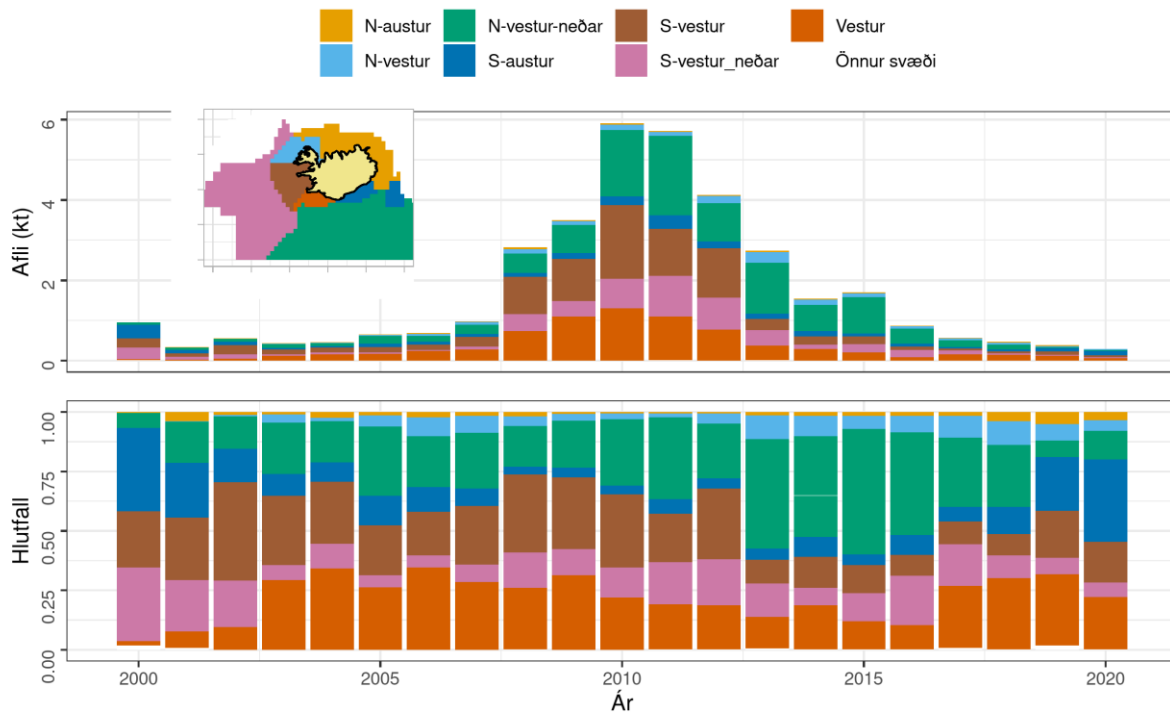 N-austur N-vestur-neðar S-vestur Vestur
N-vestur S-austur S-vestur_neðar Önnur svæði
Afli (kt)
6
4
2
0
Hlutfall
1.00
0.75
0.50
0.25
0.00
2000 2005 2010 2015 2020
Ár